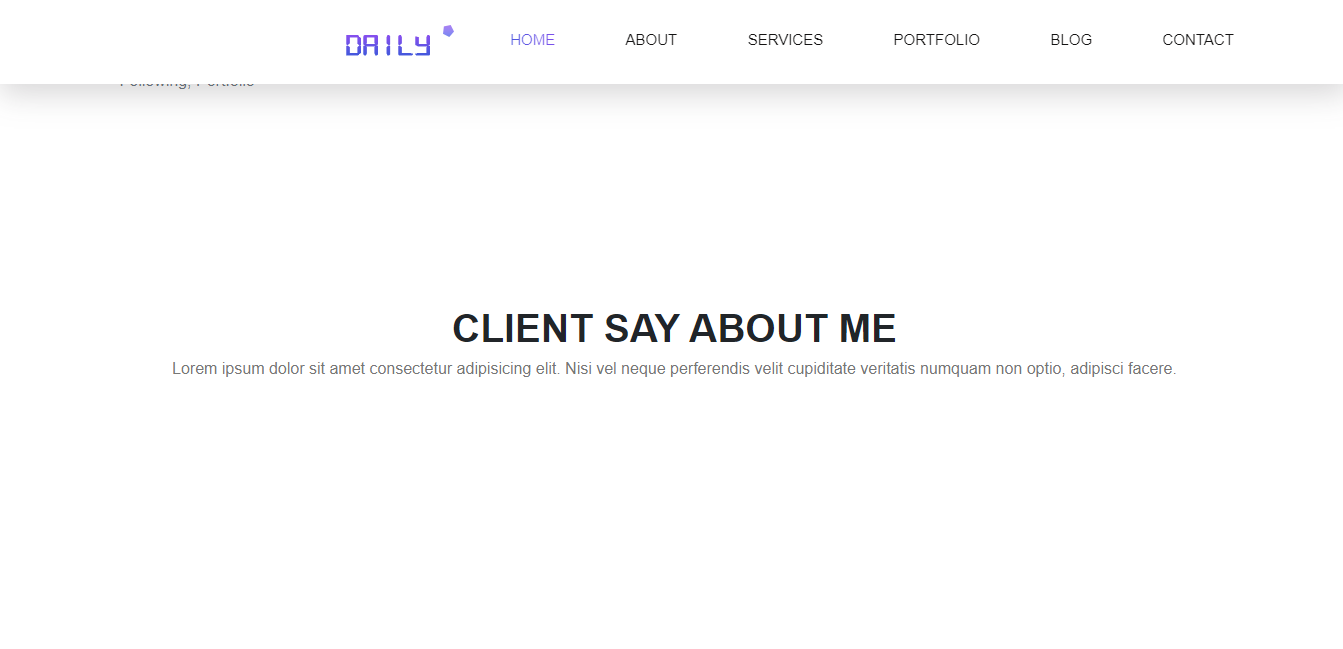 DAILY HOME ABOUT SERVICES PORTFOLIO BLOG CONTACT
Following, Portfolio
CLIENT SAY ABOUT ME
Lorem ipsum dolor sit amet consectetur adipisicing elit. Nisi vel neque perferendis velit cupiditate veritatis numquam non optio, adipisci facere.